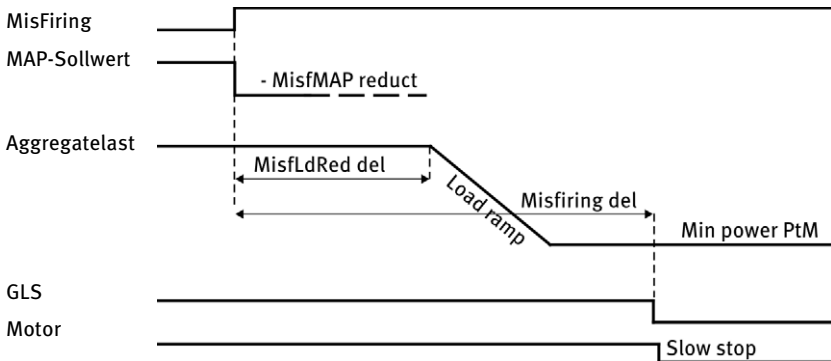 MisFiring
MAP-Sollwert
- MisfMAP reduct
Aggregatelast
MisfLdRed del
Load ramp
Misfiring del
Min power PtM
GLS
Motor
Slow stop